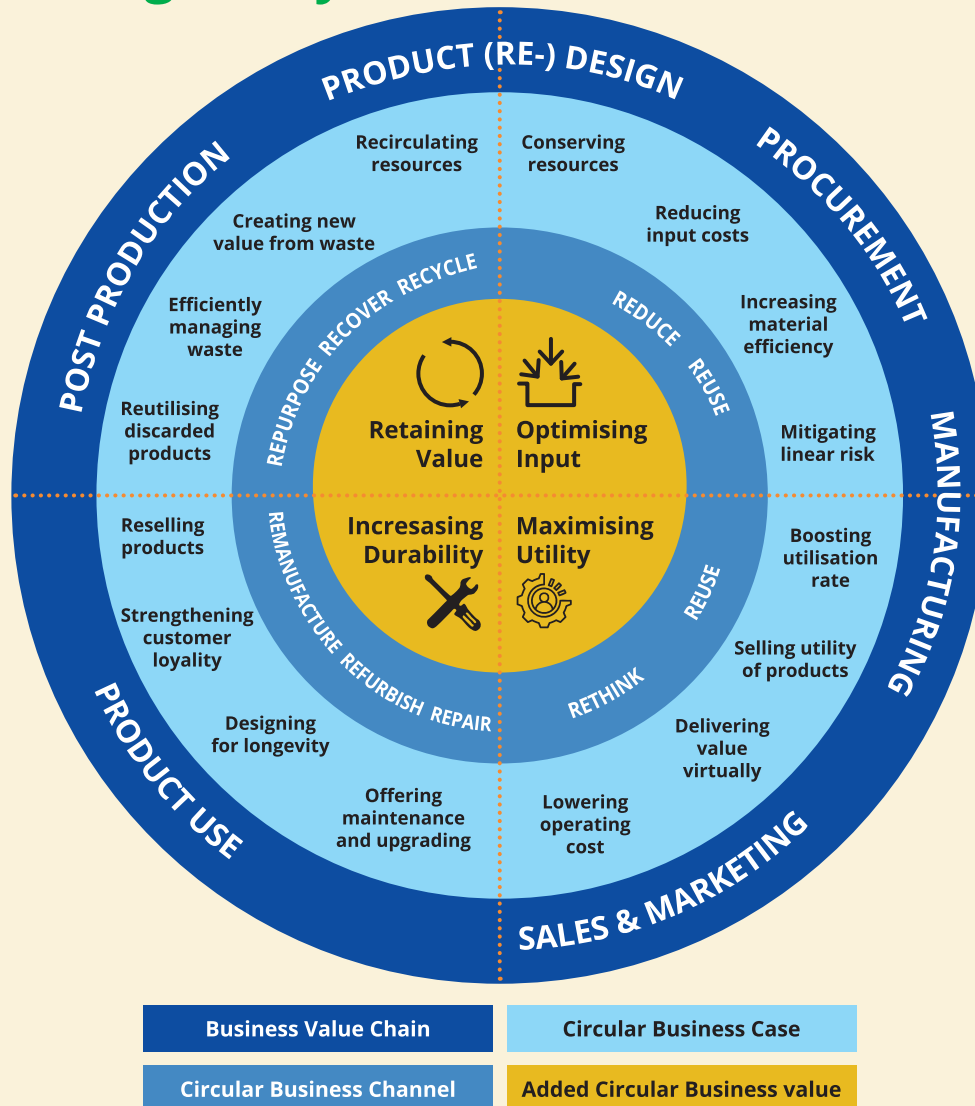 PRODUCT (RE-) DESIGN
PROCUREMENT
MANUFACTURING
SALES & MARKETING
PRODUCT USE
POST PRODUCTION
Conserving
resources
Reducing
input costs
Increasing
material
efficiency
Mitigating
linear risk
Boosting
utilisation
rate
Selling utility
of products
Delivering
value
virtually
Lowering
operating
cost
Offering
maintenance
and upgrading
Designing
for longevity
Strengthening
customer
loyality
Reselling
products
Reutilising
discarded
products
Efficiently
managing
waste
Creating new
value from waste
Recirculating
resources
REDUCE REUSE
REUSE
RETHINK
REMANUFACTURE REFURBISH REPAIR
REPURPOSE RECOVER RECYCLE
Retaining
Value
Optimising
Input
Incresasing
Durability
Maximising
Utility
Business Value Chain
Circular Business Case
Circular Business Channel
Added Circular Business value